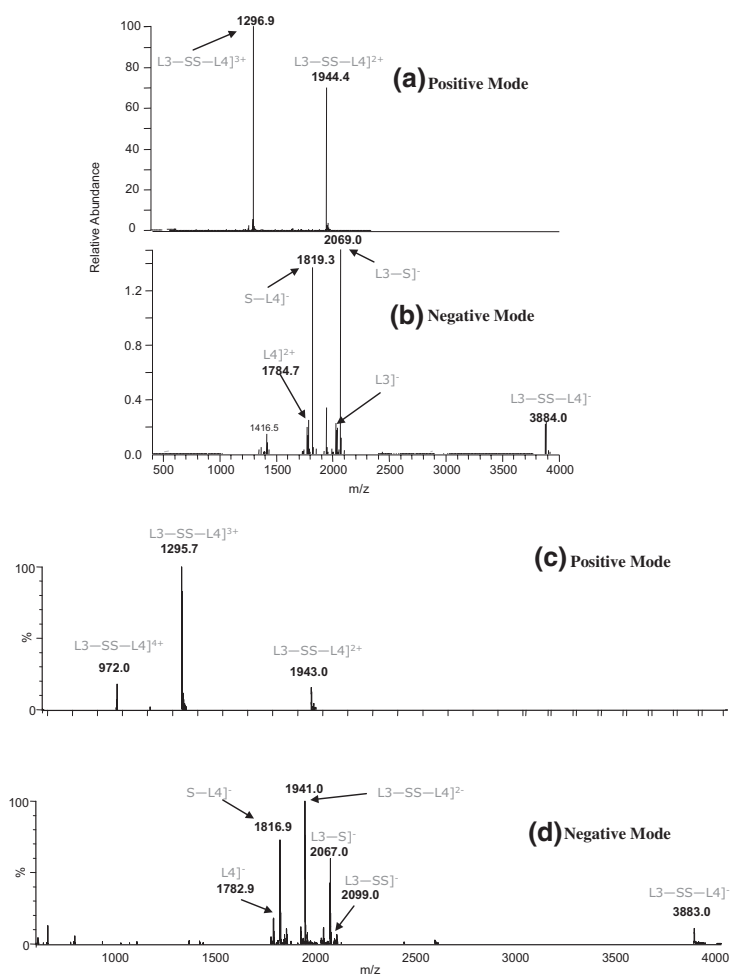 1296.9
100
L3—SS—L4]3+
L3—SS—L4]2+
1944.4
(a) Positive Mode
80
60
40
20
0
Relative Abundance
2069.0
1819.3
L3—S]-
S—L4]-
(b) Negative Mode
1.2
0.8
0.4
0.0
L4]2+
1784.7
L3]-
1416.5
L3—SS—L4]-
3884.0
500 1000 1500 2000 2500 3000 3500 4000
m/z
L3—SS—L4]3+
1295.7
(c) Positive Mode
100
%
0
L3—SS—L4]4+
972.0
L3—SS—L4]2+
1943.0
S—L4]-
1941.0
L3—SS—L4]2-
100
%
0
1816.9
L3—S]-
2067.0
(d) Negative Mode
L4]-
1782.9
L3—SS]-
2099.0
L3—SS—L4]-
3883.0
1000 1500 2000 2500 3000 3500 4000
m/z